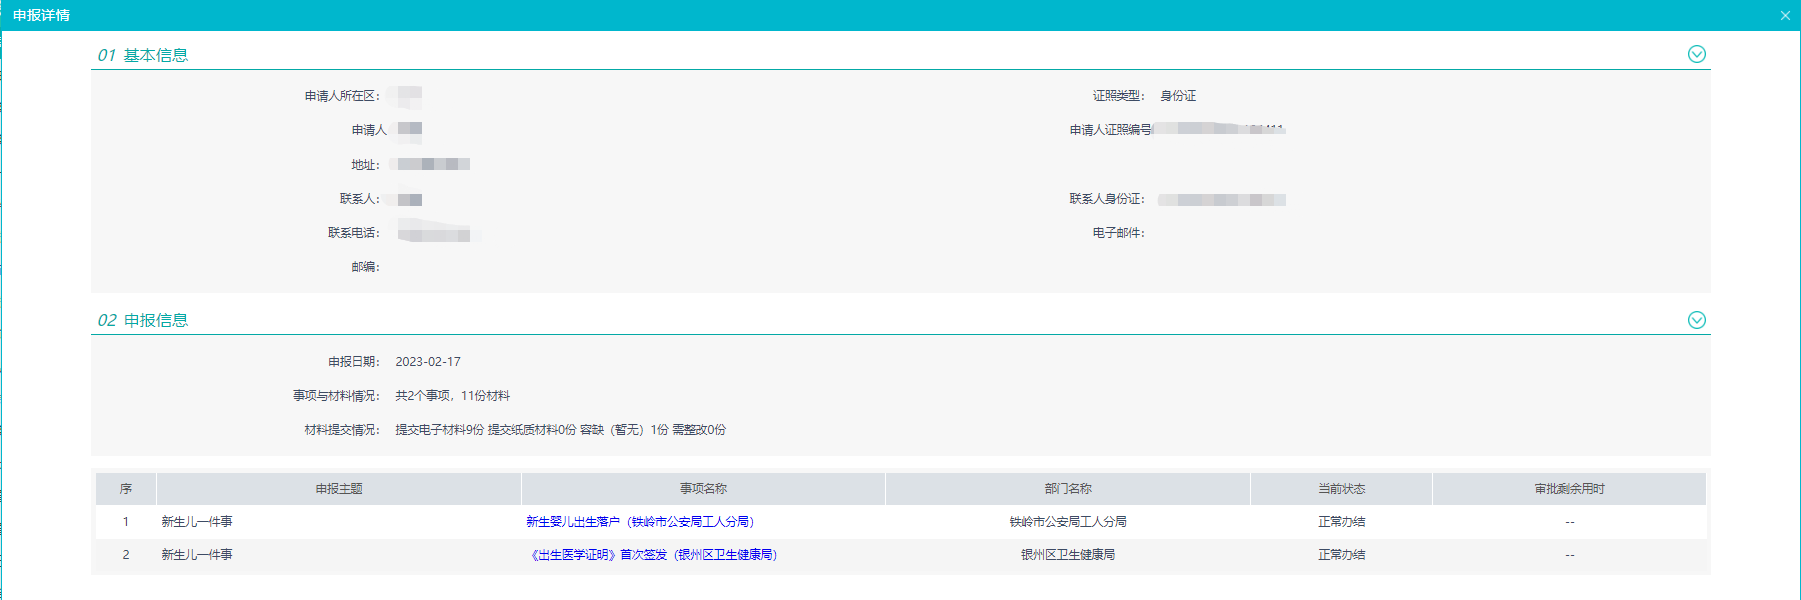 申报详情
01 基本信息
申请人所在区：
证照类型： 身份证
申请人
申请人证照编号
地址：
联系人：
联系人身份证：
联系电话：
电子邮件：
邮编：
02 申报信息
申报日期： 2023-02-17
事项与材料情况： 共2个事项，11份材料
材料提交情况： 提交电子材料9份 提交纸质材料0份 容缺（暂无）1份 需整改0份
序 申报主题 事项名称 部门名称 当前状态 审批剩余用时
1 新生儿一件事 新生婴儿出生落户（铁岭市公安局工人分局） 铁岭市公安局工人分局 正常办结 --
2 新生儿一件事 《出生医学证明》首次签发（银州区卫生健康局） 银州区卫生健康局 正常办结 --